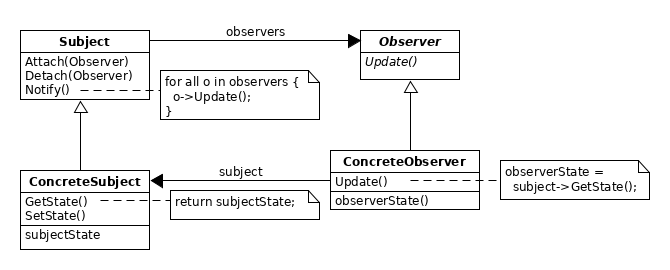 observers
Subject
Observer
Attach(Observer)
Detach(Observer)
Notify()
Update()
for all o in observers {
o->Update();
}
ConcreteSubject
subject
ConcreteObserver
GetState()
SetState()
subjectState
return subjectState;
Update()
observerState()
observerState =
subject->GetState();